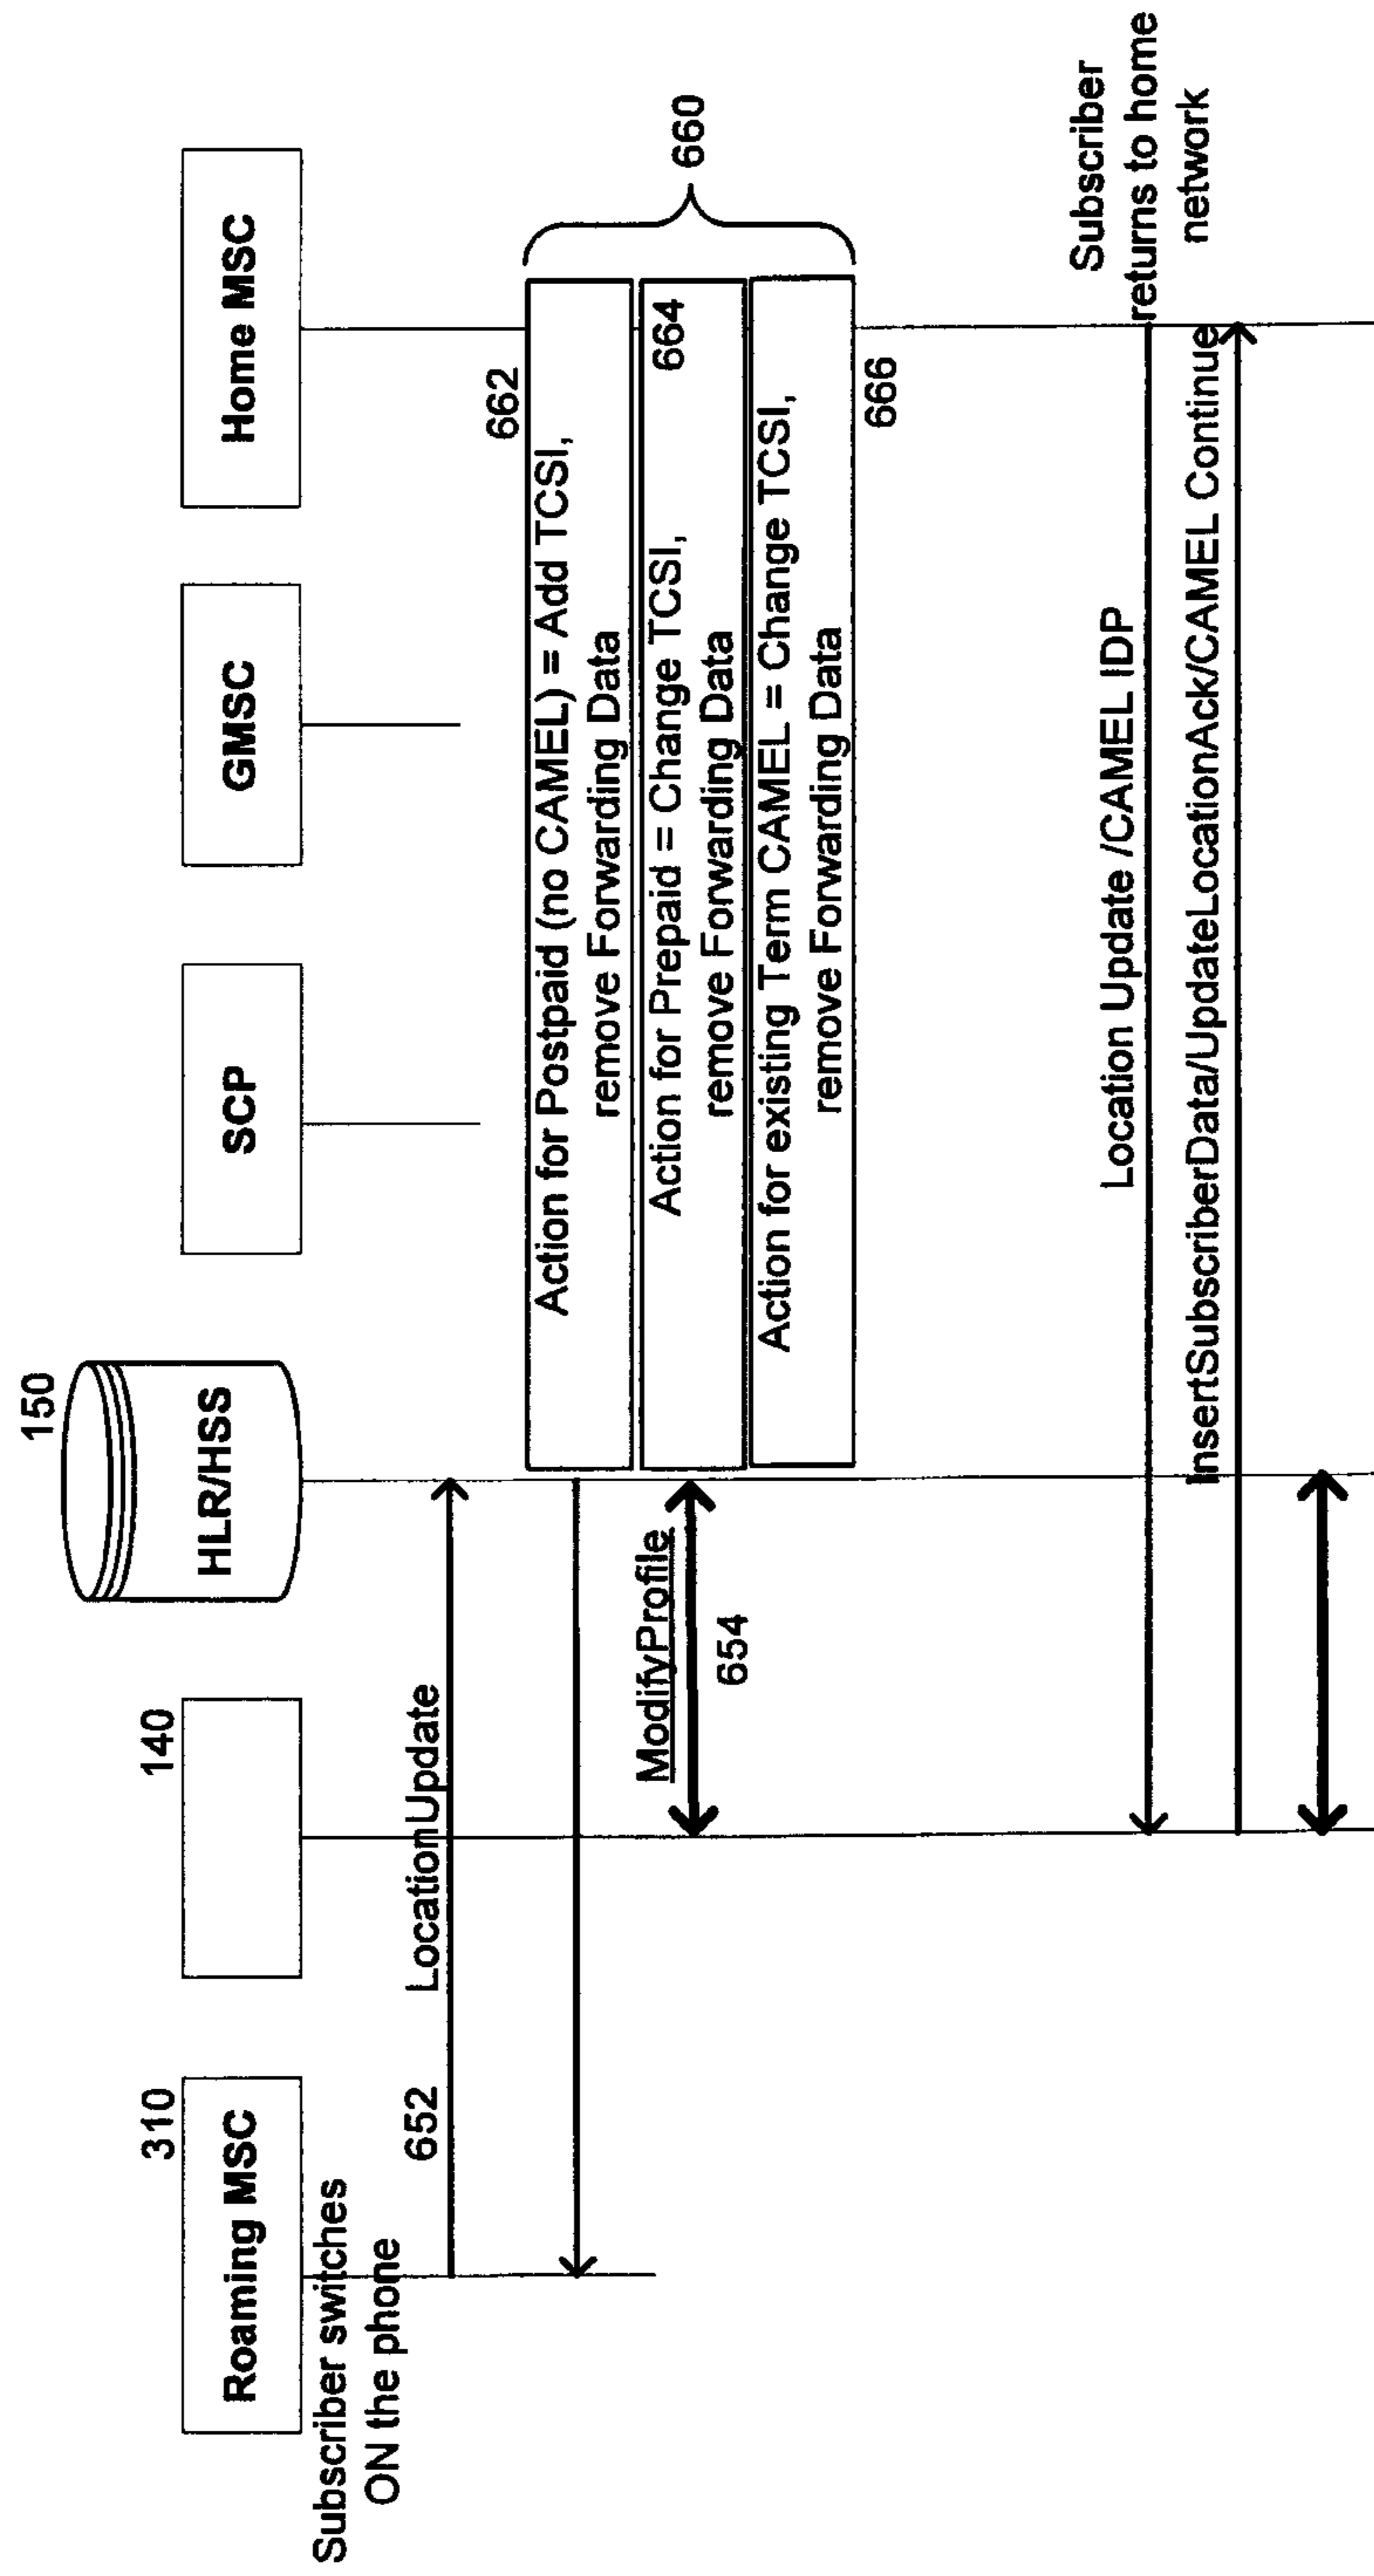 150
310
140
Roaming MSC
HLR/HSS
SCP
GMSC
Home MSC
Subscriber switches
ON the phone
652
LocationUpdate
662
Action for Postpaid (no CAMEL) = Add TCSI,
remove Forwarding Data
ModifyProfile
654
Action for Prepaid = Change TCSI,
664
remove Forwarding Data
660
Action for existing Term CAMEL = Change TCSI,
remove Forwarding Data
666
Subscriber
returns to home
network
Location Update /CAMEL IDP
InsertSubscriberData/UpdateLocationAck/CAMEL Continue